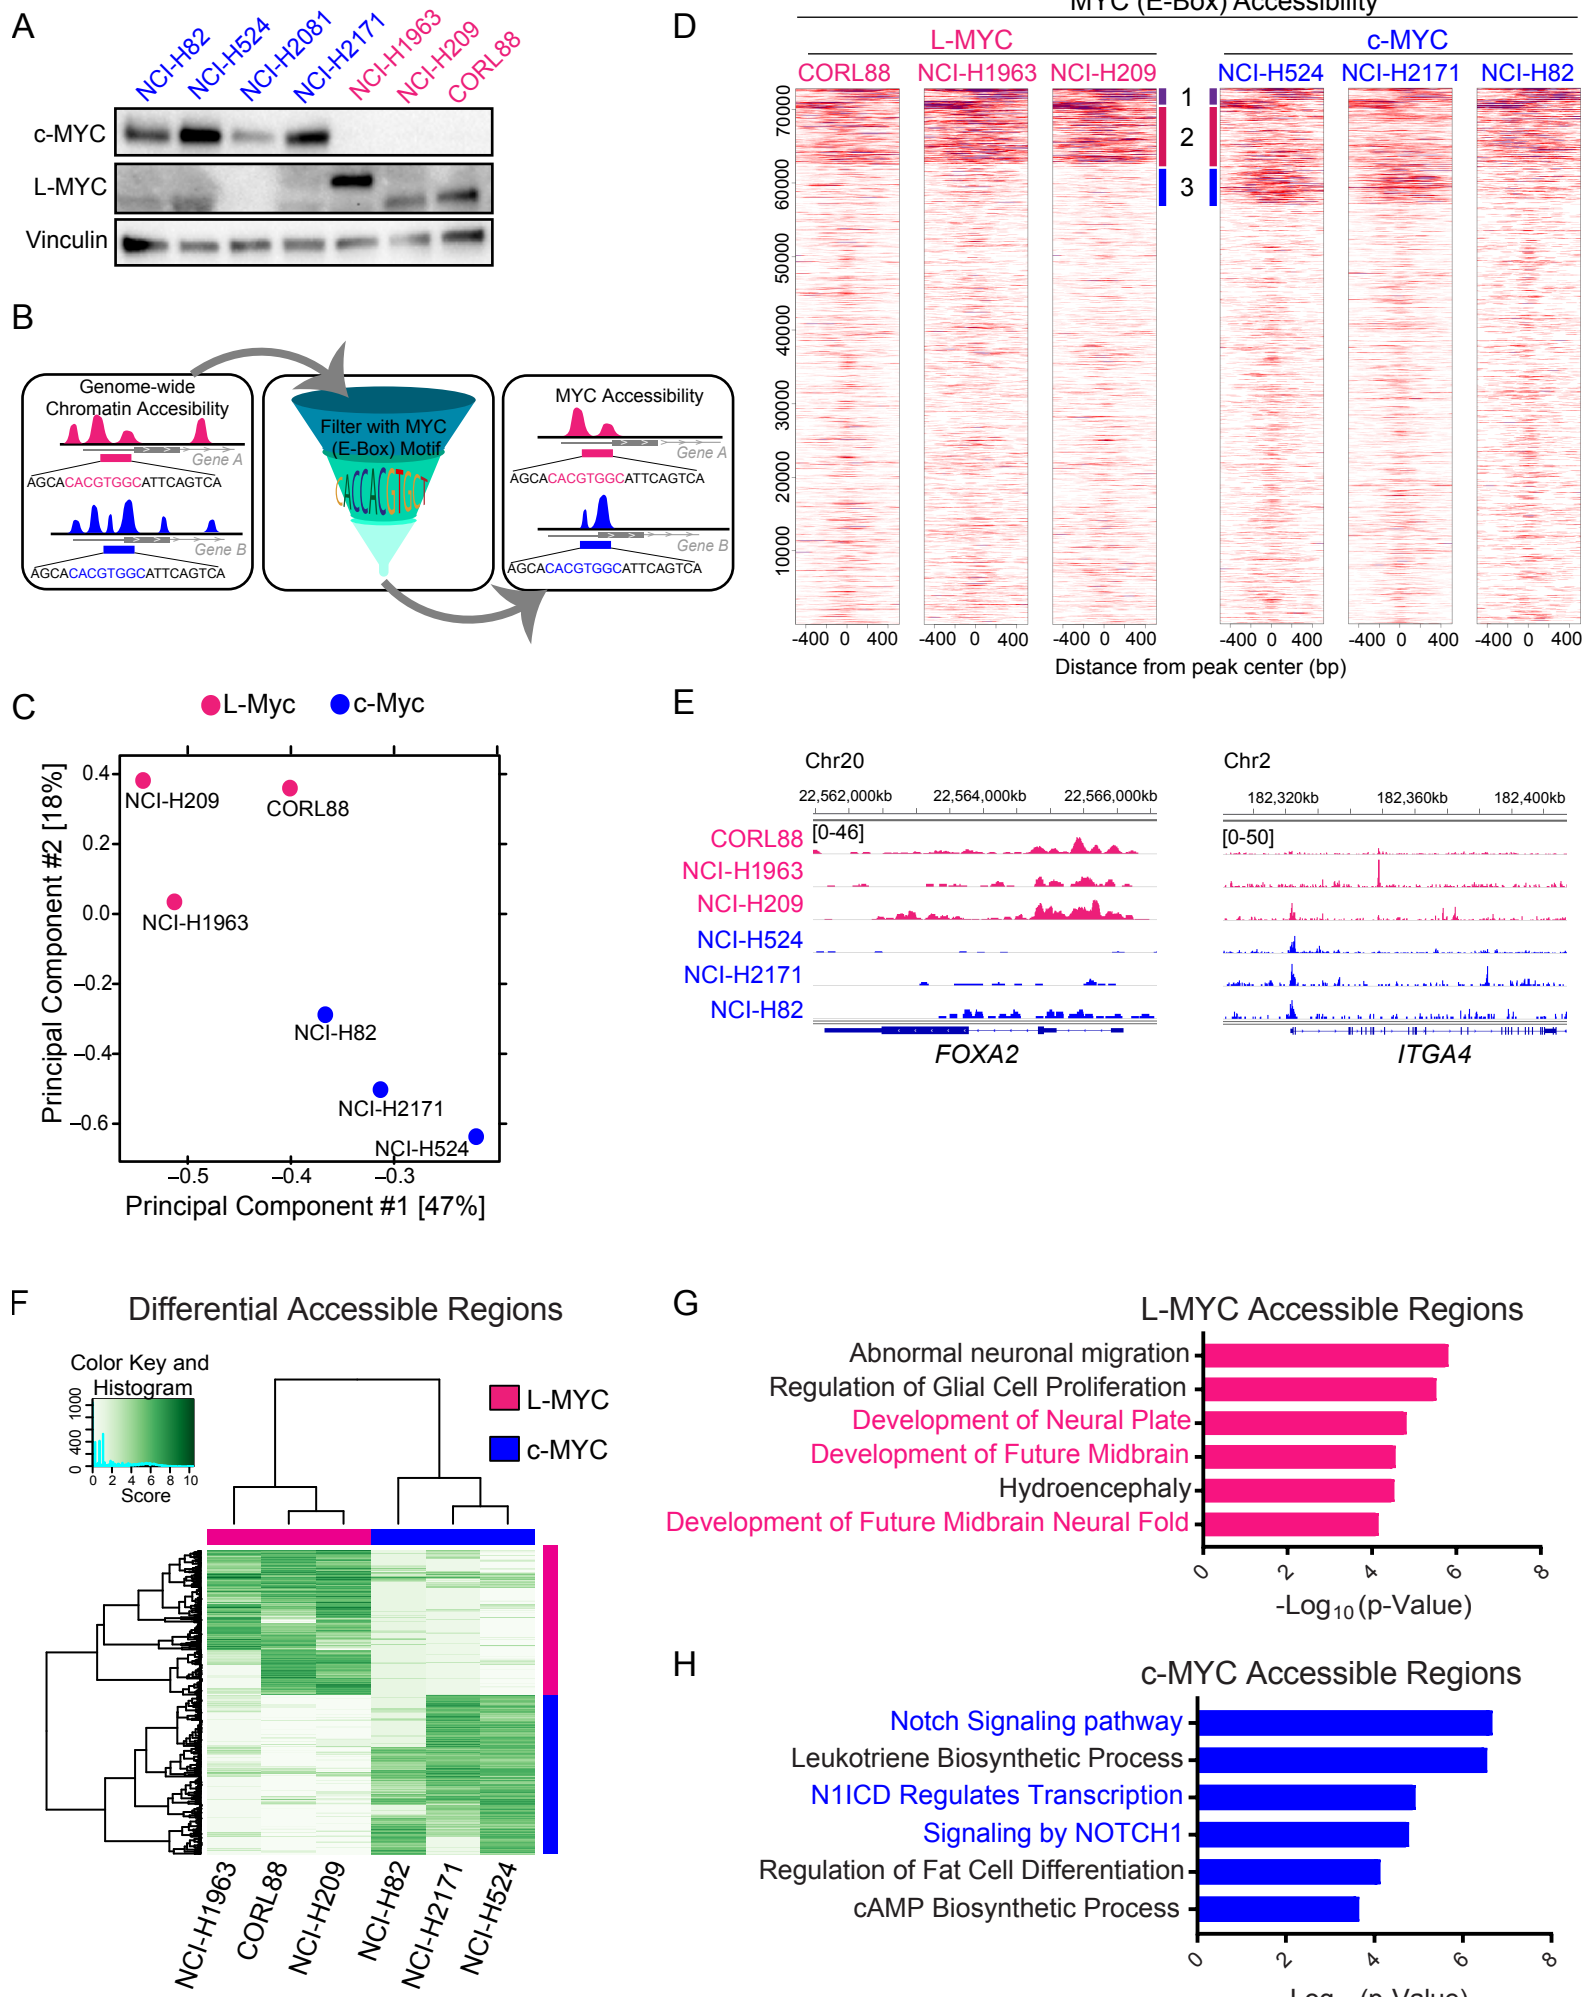 A
NCI-H82
NCI-H524
NCI-H2081
NCI-H2171
NCI-H1963
NCI-H209
CORL88
c-MYC
L-MYC
Vinculin
B
Genome-wide
Chromatin Accesibility
Gene A
AGCACACGTGGCATTCAGTCA
Gene B
AGCACACGTGGCATTCAGTCA
Filter with MYC
(E-Box) Motif
CACCACGTGCT
MYC Accessibility
Gene A
AGCACACGTGGCATTCAGTCA
Gene B
AGCACACGTGGCATTCAGTCA
C
L-Myc
c-Myc
Principal Component #2 [18%]
0.4
0.2
0.0
–0.2
–0.4
–0.6
NCI-H209
CORL88
NCI-H1963
NCI-H82
NCI-H2171
NCI-H524
–0.5 –0.4 –0.3
Principal Component #1 [47%]
D
MYC (E-Box) Accessibility
L-MYC
c-MYC
CORL88 NCI-H1963 NCI-H209
NCI-H524 NCI-H2171 NCI-H82
70000
60000
50000
40000
30000
20000
10000
1
2
3
-400 0 400
-400 0 400
-400 0 400
-400 0 400
-400 0 400
-400 0 400
Distance from peak center (bp)
E
Chr20
22,562,000kb 22,564,000kb 22,566,000kb
[0-46]
Chr2
182,320kb 182,360kb 182,400kb
[0-50]
CORL88
NCI-H1963
NCI-H209
NCI-H524
NCI-H2171
NCI-H82
FOXA2
ITGA4
F
Differential Accessible Regions
Color Key and
Histogram
0 400 1000
0 2 4 6 8 10
Score
L-MYC
c-MYC
NCI-H1963
CORL88
NCI-H209
NCI-H82
NCI-H2171
NCI-H524
G
L-MYC Accessible Regions
Abnormal neuronal migration
Regulation of Glial Cell Proliferation
Development of Neural Plate
Development of Future Midbrain
Hydroencephaly
Development of Future Midbrain Neural Fold
0 2 4 6 8
-Log10 (p-Value)
H
c-MYC Accessible Regions
Notch Signaling pathway
Leukotriene Biosynthetic Process
N1ICD Regulates Transcription
Signaling by NOTCH1
Regulation of Fat Cell Differentiation
cAMP Biosynthetic Process
0 2 4 6 8
Log (p-Value)